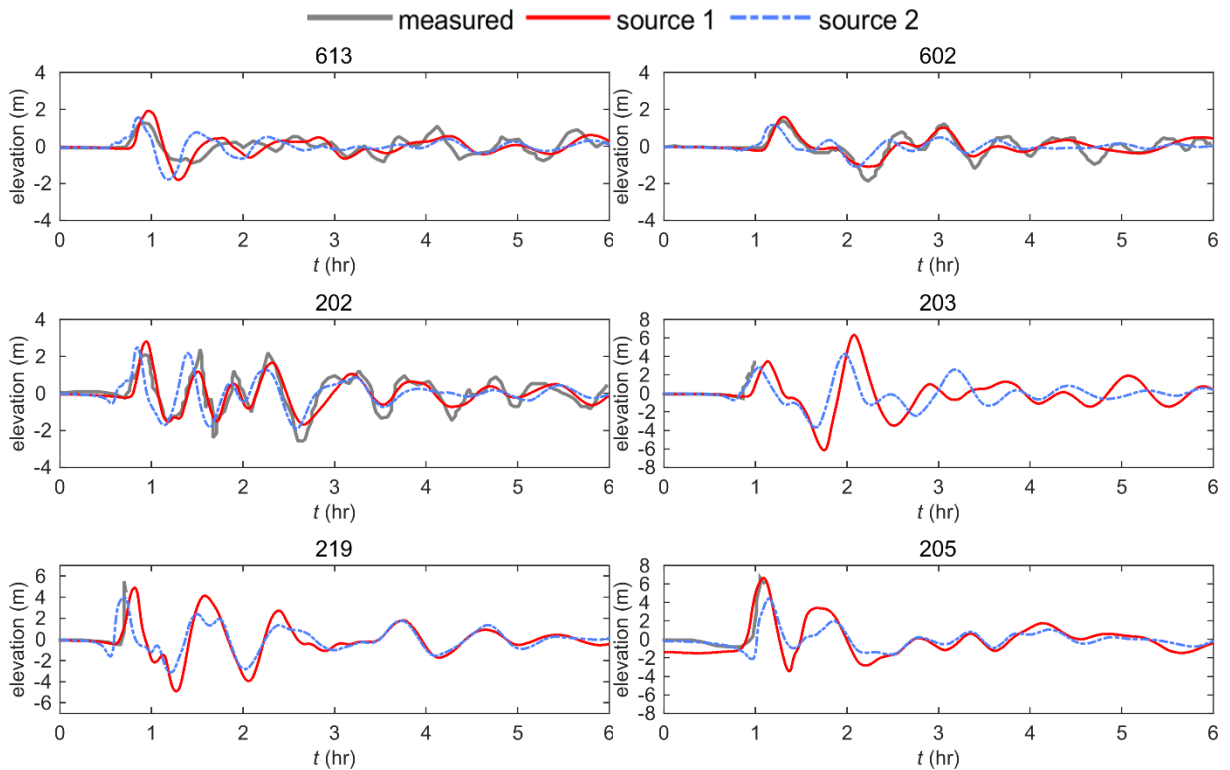 measured source 1 source 2
613 602
elevation (m) 4 2 0 -2 -4 elevation (m) 4 2 0 -2 -4
0 1 2 3 4 5 6 0 1 2 3 4 5 6
t (hr) t (hr)
202 203
elevation (m) 4 2 0 -2 -4 elevation (m) 8 6 4 2 0 -2 -4 -6 -8
0 1 2 3 4 5 6 0 1 2 3 4 5 6
t (hr) t (hr)
219 205
elevation (m) 6 4 2 0 -2 -4 -6 elevation (m) 8 6 4 2 0 -2 -4 -6 -8
0 1 2 3 4 5 6 0 1 2 3 4 5 6
t (hr) t (hr)